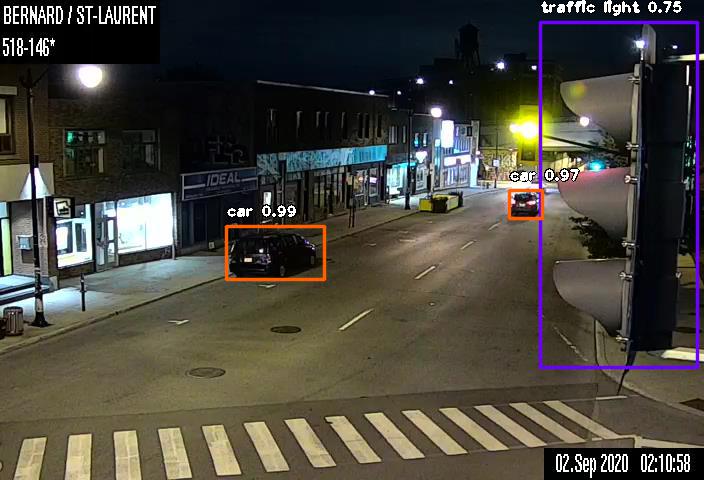 BERNARD / ST-LAURENT
518-146*
traffic light 0.75
car 0.97
car 0.99
IDEAL
02.Sep 2020 02:10:58